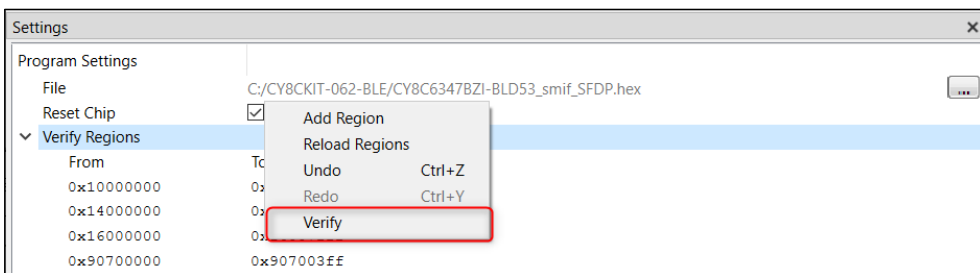 Settings
Program Settings
File C:/CY8CKIT-062-BLE/CY8C6347BZI-BLD53_smif_SFDP.hex ...
Reset Chip
Add Region
Verify Regions
Reload Regions
From
Undo Ctrl+Z
0x10000000
Redo Ctrl+Y
0x14000000
Verify
0x16000000
0x90700000 0x907003ff